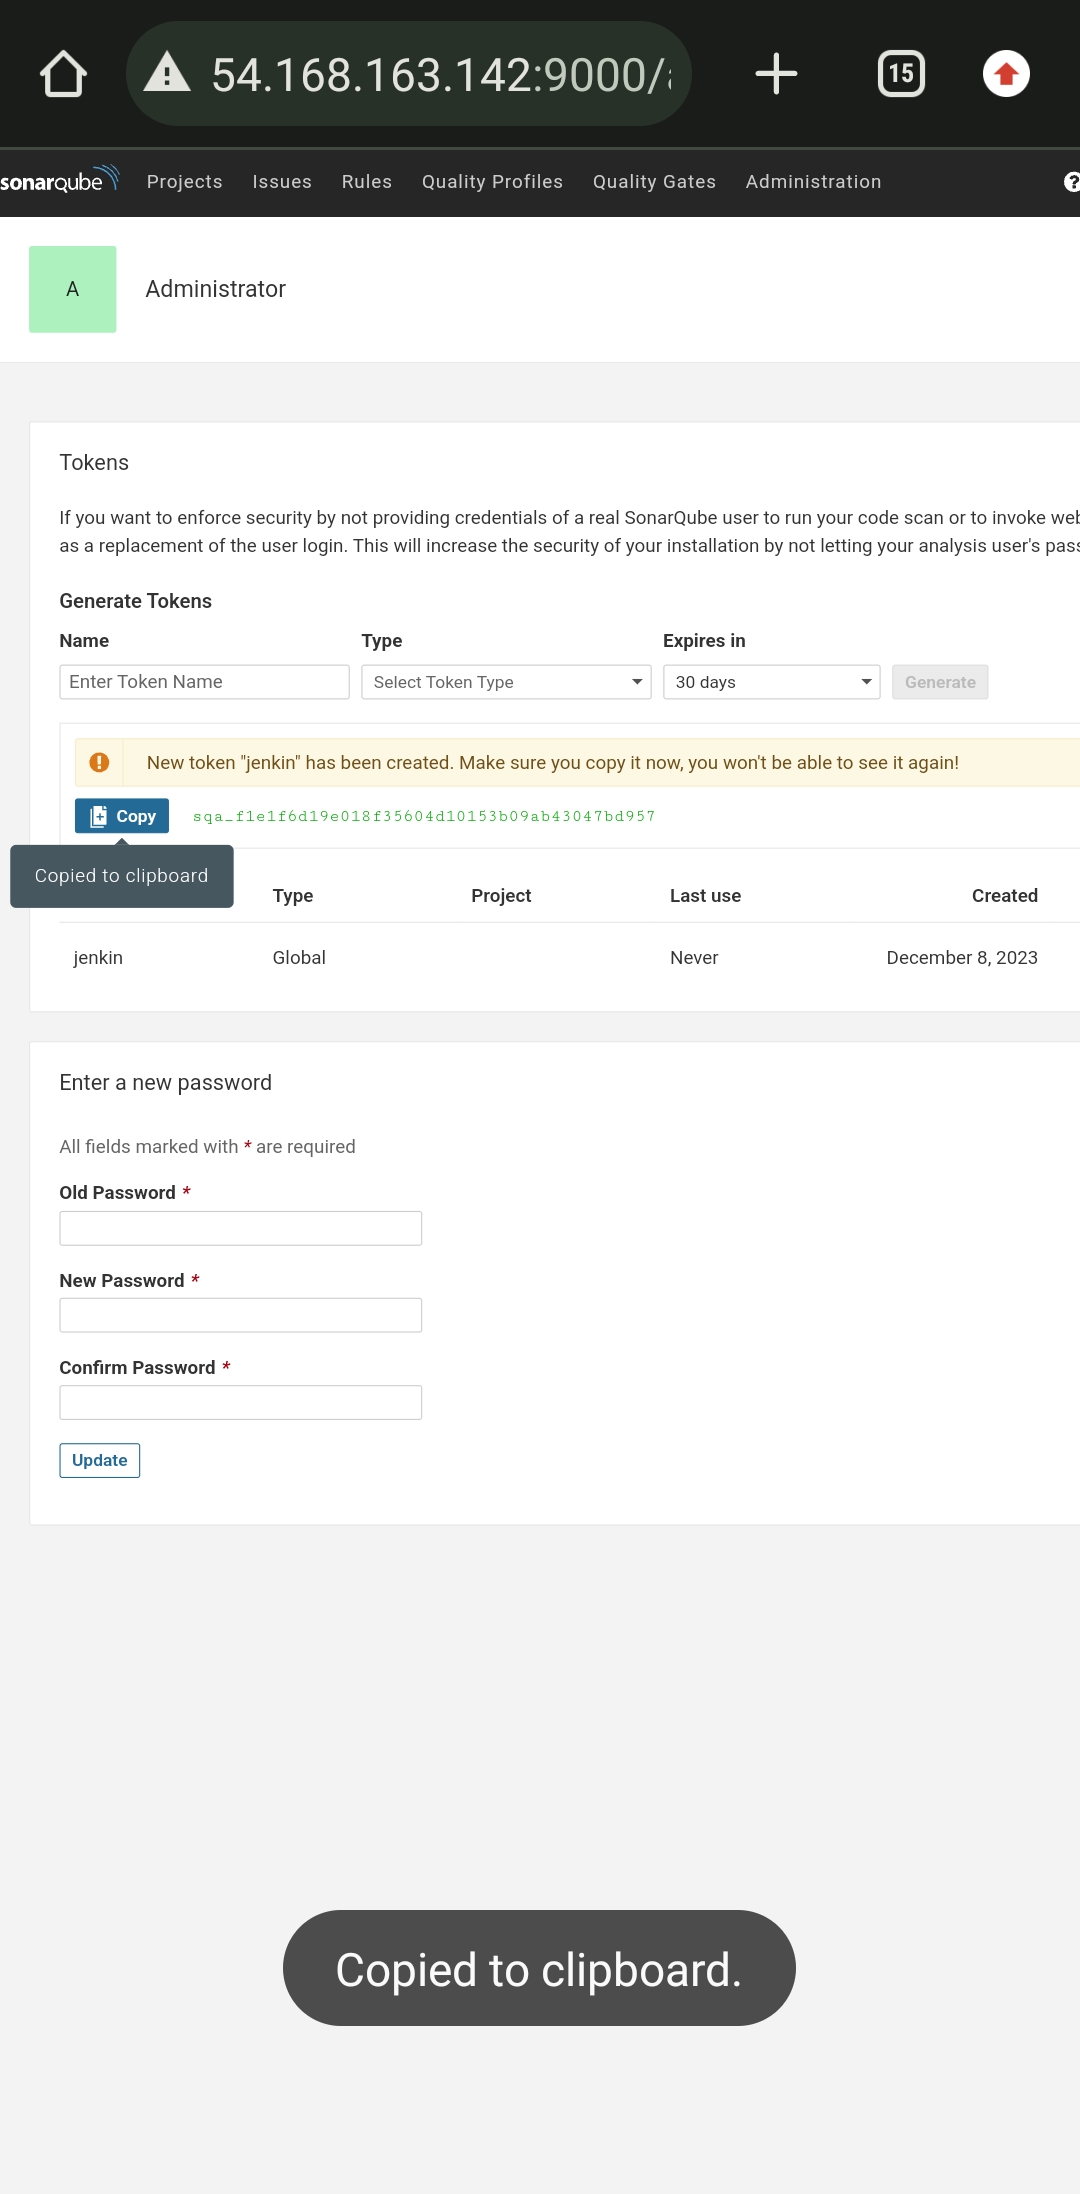 54.168.163.142:9000/
15
sonarqube Projects Issues Rules Quality Profiles Quality Gates Administration ?
A Administrator
Tokens
If you want to enforce security by not providing credentials of a real SonarQube user to run your code scan or to invoke web
as a replacement of the user login. This will increase the security of your installation by not letting your analysis user's pass
Generate Tokens
Name Type Expires in
Enter Token Name Select Token Type 30 days Generate
New token "jenkin" has been created. Make sure you copy it now, you won't be able to see it again!
Copy sqa_f1e1f6d19e018f35604d10153b09ab43047bd957
Copied to clipboard
Type Project Last use Created
jenkin Global Never December 8, 2023
Enter a new password
All fields marked with * are required
Old Password *
New Password *
Confirm Password *
Update
Copied to clipboard.